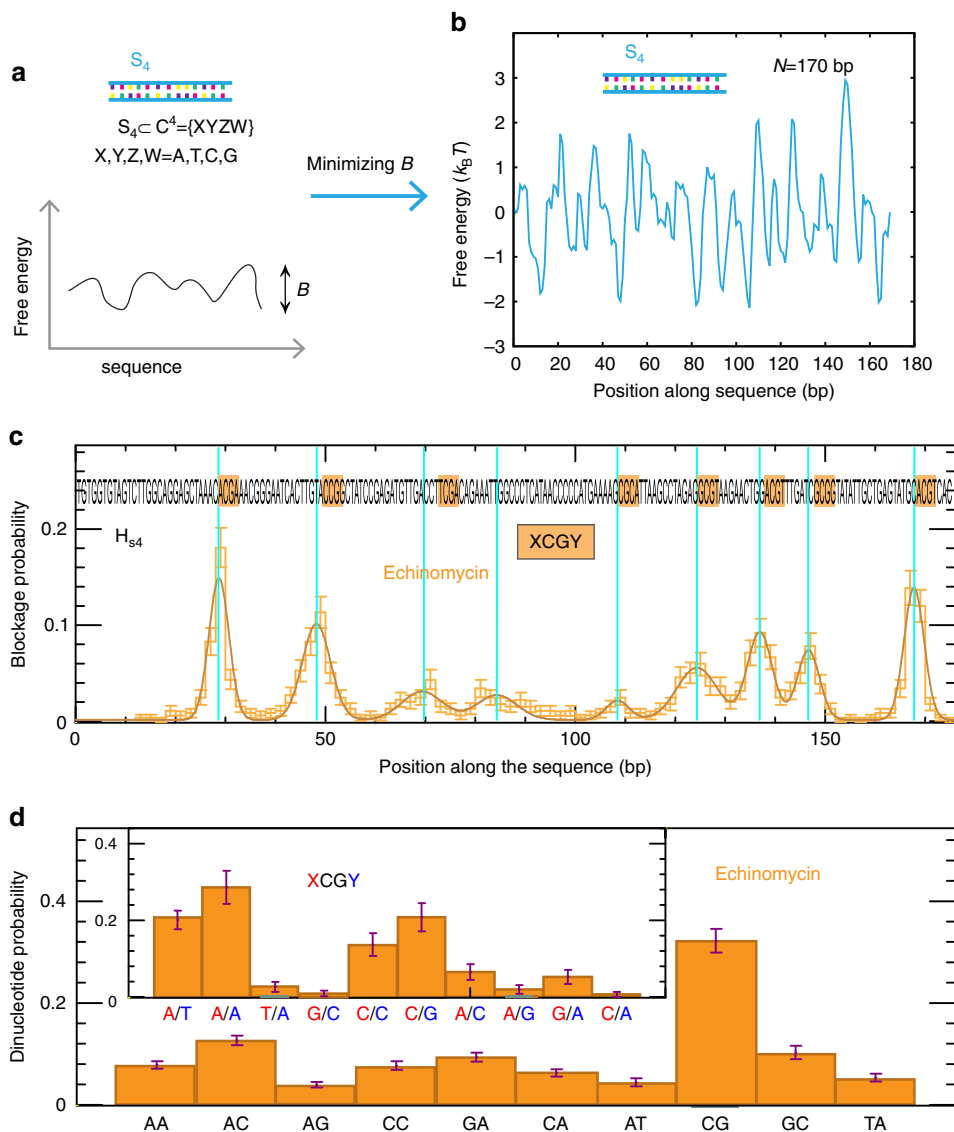 a
S4
S4⊂ C^4={XYZW}
X,Y,Z,W=A,T,C,G
Free energy
B
sequence
Minimizing B
b
S4
N=170 bp
Free energy (kBT)
3
2
1
0
−1
−2
−3
0 20 40 60 80 100 120 140 160 180
Position along sequence (bp)
c
Hs4
XCGY
Echinomycin
Blockage probability
0.2
0.1
0
0 50 100 150
Position along the sequence (bp)
d
Dinucleotide probability
0.4
0.2
0
0.4
0.2
0
XCGY
A/T A/A T/A G/C C/C C/G A/C A/G G/A C/A
Echinomycin
AA AC AG CC GA CA AT CG GC TA